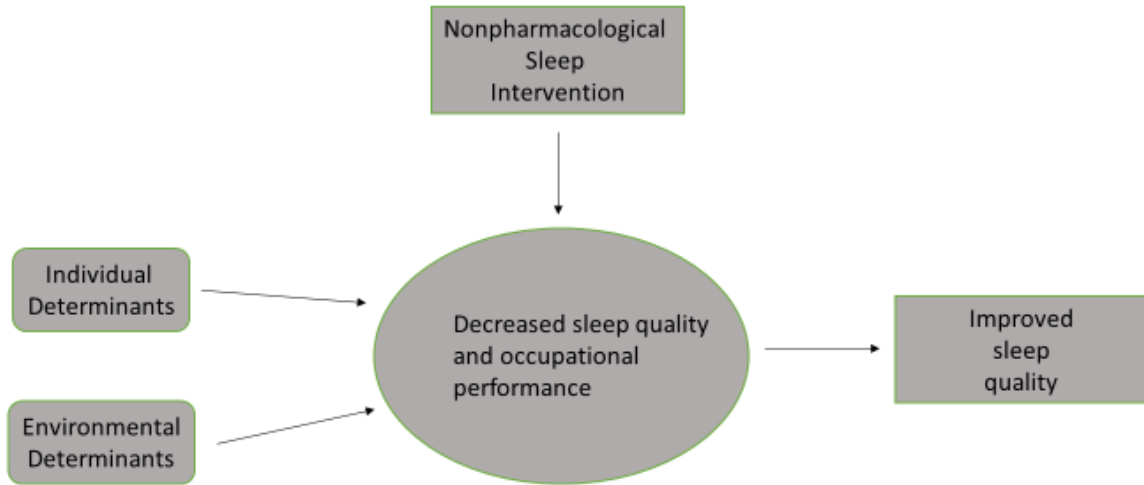 Nonpharmacological
Sleep
Intervention
Individual
Determinants
Environmental
Determinants
Decreased sleep quality
and occupational
performance
Improved
sleep
quality